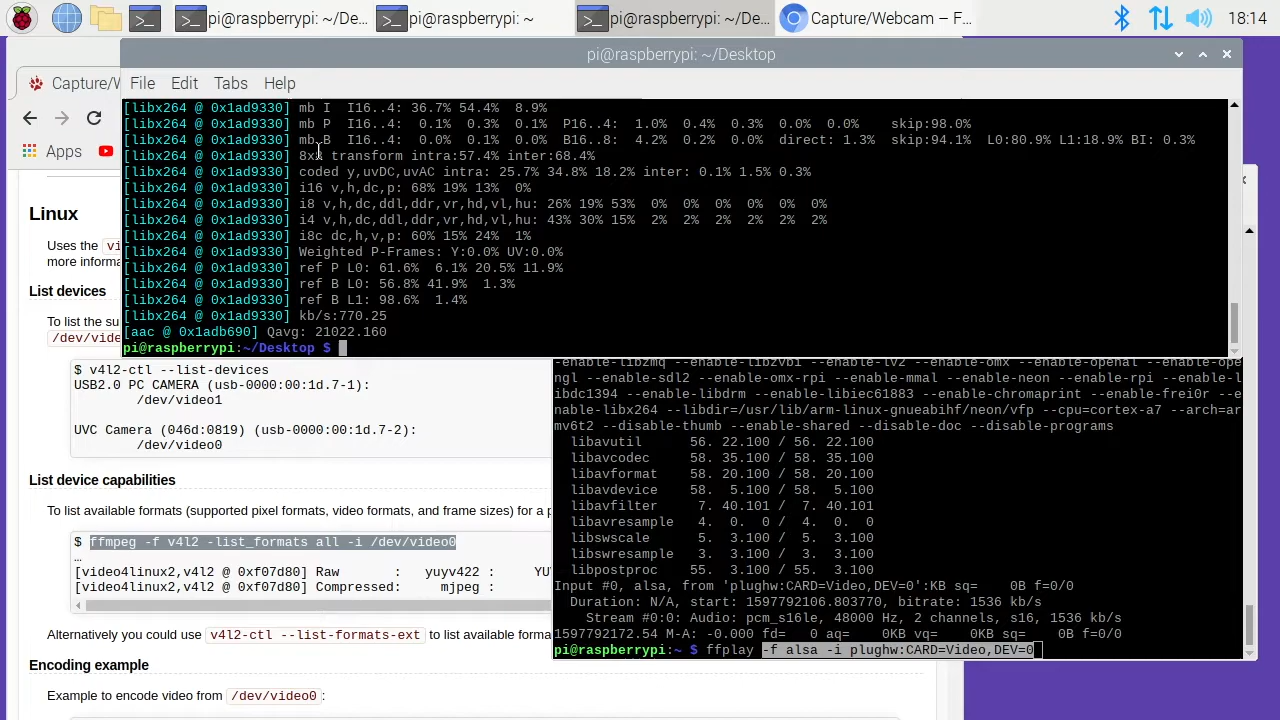 pi@raspberrypi: ~/De...
pi@raspberrypi: ~
pi@raspberrypi: ~/De...
Capture/Webcam – F...
18:14
pi@raspberrypi: ~/Desktop
Capture/W
File Edit Tabs Help
Apps
[libx264 @ 0x1ad9330] mb I  I16..4: 36.7% 54.4%  8.9%
[libx264 @ 0x1ad9330] mb P  I16..4:  0.1%  0.3%  0.1%  P16..4:  1.0%  0.4%  0.3%  0.0%  0.0%    skip:98.0%
[libx264 @ 0x1ad9330] mb B  I16..4:  0.0%  0.1%  0.0%  B16..8:  4.2%  0.2%  0.0%  direct: 1.3%  skip:94.1%  L0:80.9% L1:18.9% BI: 0.3%
[libx264 @ 0x1ad9330] 8x8 transform intra:57.4% inter:68.4%
[libx264 @ 0x1ad9330] coded y,uvDC,uvAC intra: 25.7% 34.8% 18.2% inter: 0.1% 1.5% 0.3%
[libx264 @ 0x1ad9330] i16 v,h,dc,p: 68% 19% 13%  0%
[libx264 @ 0x1ad9330] i8 v,h,dc,ddl,ddr,vr,hd,vl,hu: 26% 19% 53%  0%  0%  0%  0%  0%  0%
[libx264 @ 0x1ad9330] i4 v,h,dc,ddl,ddr,vr,hd,vl,hu: 43% 30% 15%  2%  2%  2%  2%  2%  2%
[libx264 @ 0x1ad9330] i8c dc,h,v,p: 60% 15% 24%  1%
[libx264 @ 0x1ad9330] Weighted P-Frames: Y:0.0% UV:0.0%
[libx264 @ 0x1ad9330] ref P L0: 61.6%  6.1% 20.5% 11.9%
[libx264 @ 0x1ad9330] ref B L0: 56.8% 41.9%  1.3%
[libx264 @ 0x1ad9330] ref B L1: 98.6%  1.4%
[libx264 @ 0x1ad9330] kb/s:770.25
[aac @ 0x1adb690] Qavg: 21022.160
pi@raspberrypi:~/Desktop $
Linux
Uses the vi
more informa
List devices
To list the su
/dev/vide
$ v4l2-ctl --list-devices
USB2.0 PC CAMERA (usb-0000:00:1d.7-1):
/dev/video1
UVC Camera (046d:0819) (usb-0000:00:1d.7-2):
/dev/video0
List device capabilities
To list available formats (supported pixel formats, video formats, and frame sizes) for a p
$ ffmpeg -f v4l2 -list_formats all -i /dev/video0
…
[video4linux2,v4l2 @ 0xf07d80] Raw       :   yuyv422 :     YU
[video4linux2,v4l2 @ 0xf07d80] Compressed:     mjpeg :
Alternatively you could use v4l2-ctl --list-formats-ext to list available forma
Encoding example
Example to encode video from /dev/video0:
-enable-libzmq --enable-libzvbi --enable-lv2 --enable-omx --enable-openal --enable-ope
ngl --enable-sdl2 --enable-omx-rpi --enable-mmal --enable-neon --enable-rpi --enable-l
ibdc1394 --enable-libdrm --enable-libiec61883 --enable-chromaprint --enable-frei0r --e
nable-libx264 --libdir=/usr/lib/arm-linux-gnueabihf/neon/vfp --cpu=cortex-a7 --arch=ar
mv6t2 --disable-thumb --enable-shared --disable-doc --disable-programs
libavutil      56. 22.100 / 56. 22.100
libavcodec     58. 35.100 / 58. 35.100
libavformat    58. 20.100 / 58. 20.100
libavdevice    58.  5.100 / 58.  5.100
libavfilter     7. 40.101 /  7. 40.101
libavresample   4.  0.  0 /  4.  0.  0
libswscale      5.  3.100 /  5.  3.100
libswresample   3.  3.100 /  3.  3.100
libpostproc    55.  3.100 / 55.  3.100
Input #0, alsa, from 'plughw:CARD=Video,DEV=0':KB sq=    0B f=0/0
Duration: N/A, start: 1597792106.803770, bitrate: 1536 kb/s
Stream #0:0: Audio: pcm_s16le, 48000 Hz, 2 channels, s16, 1536 kb/s
1597792172.54 M-A: -0.000 fd=   0 aq=    0KB vq=    0KB sq=    0B f=0/0
pi@raspberrypi:~ $ ffplay -f alsa -i plughw:CARD=Video,DEV=0